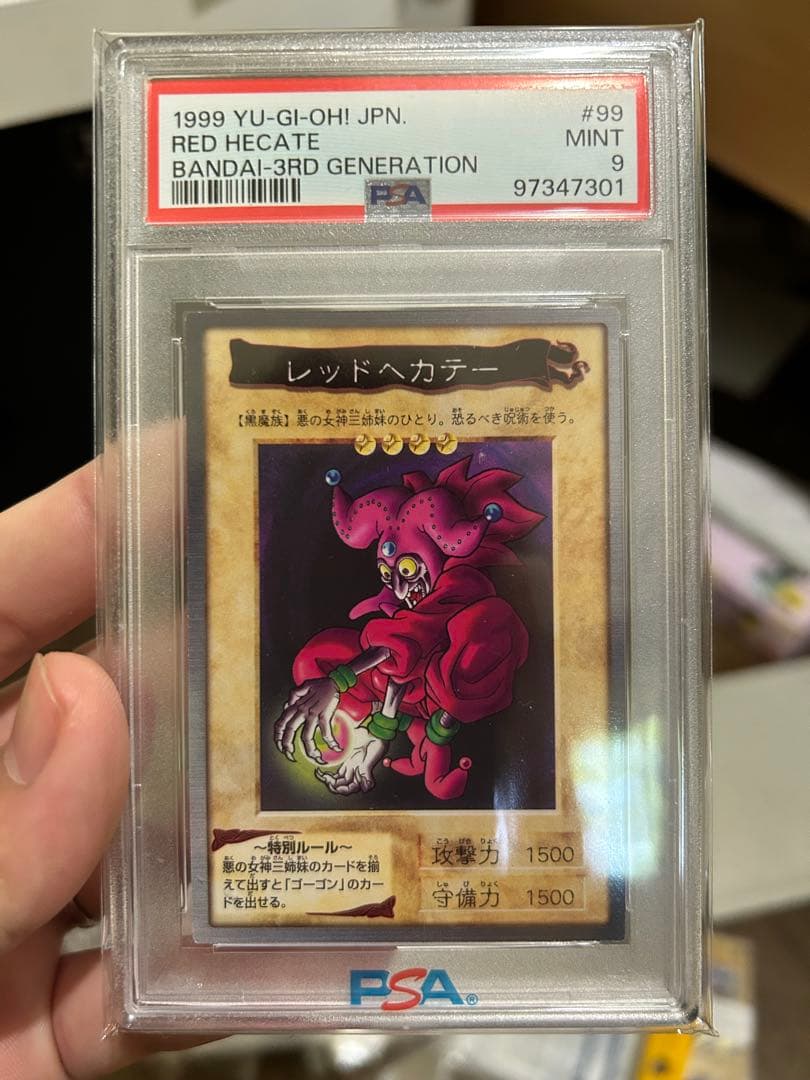 1999 YU-GI-OH! JPN. #99
RED HECATE MINT
BANDAI-3RD GENERATION 9
97347301
PSA
レッドヘカテー
【黒魔族】悪の女神三姉妹のひとり。恐るべき呪術を使う。
～特別ルール～
悪の女神三姉妹のカードを揃
えて出すと「ゴーゴン」のカー
ドを出せる。
攻撃力 1500
守備力 1500
PSA®